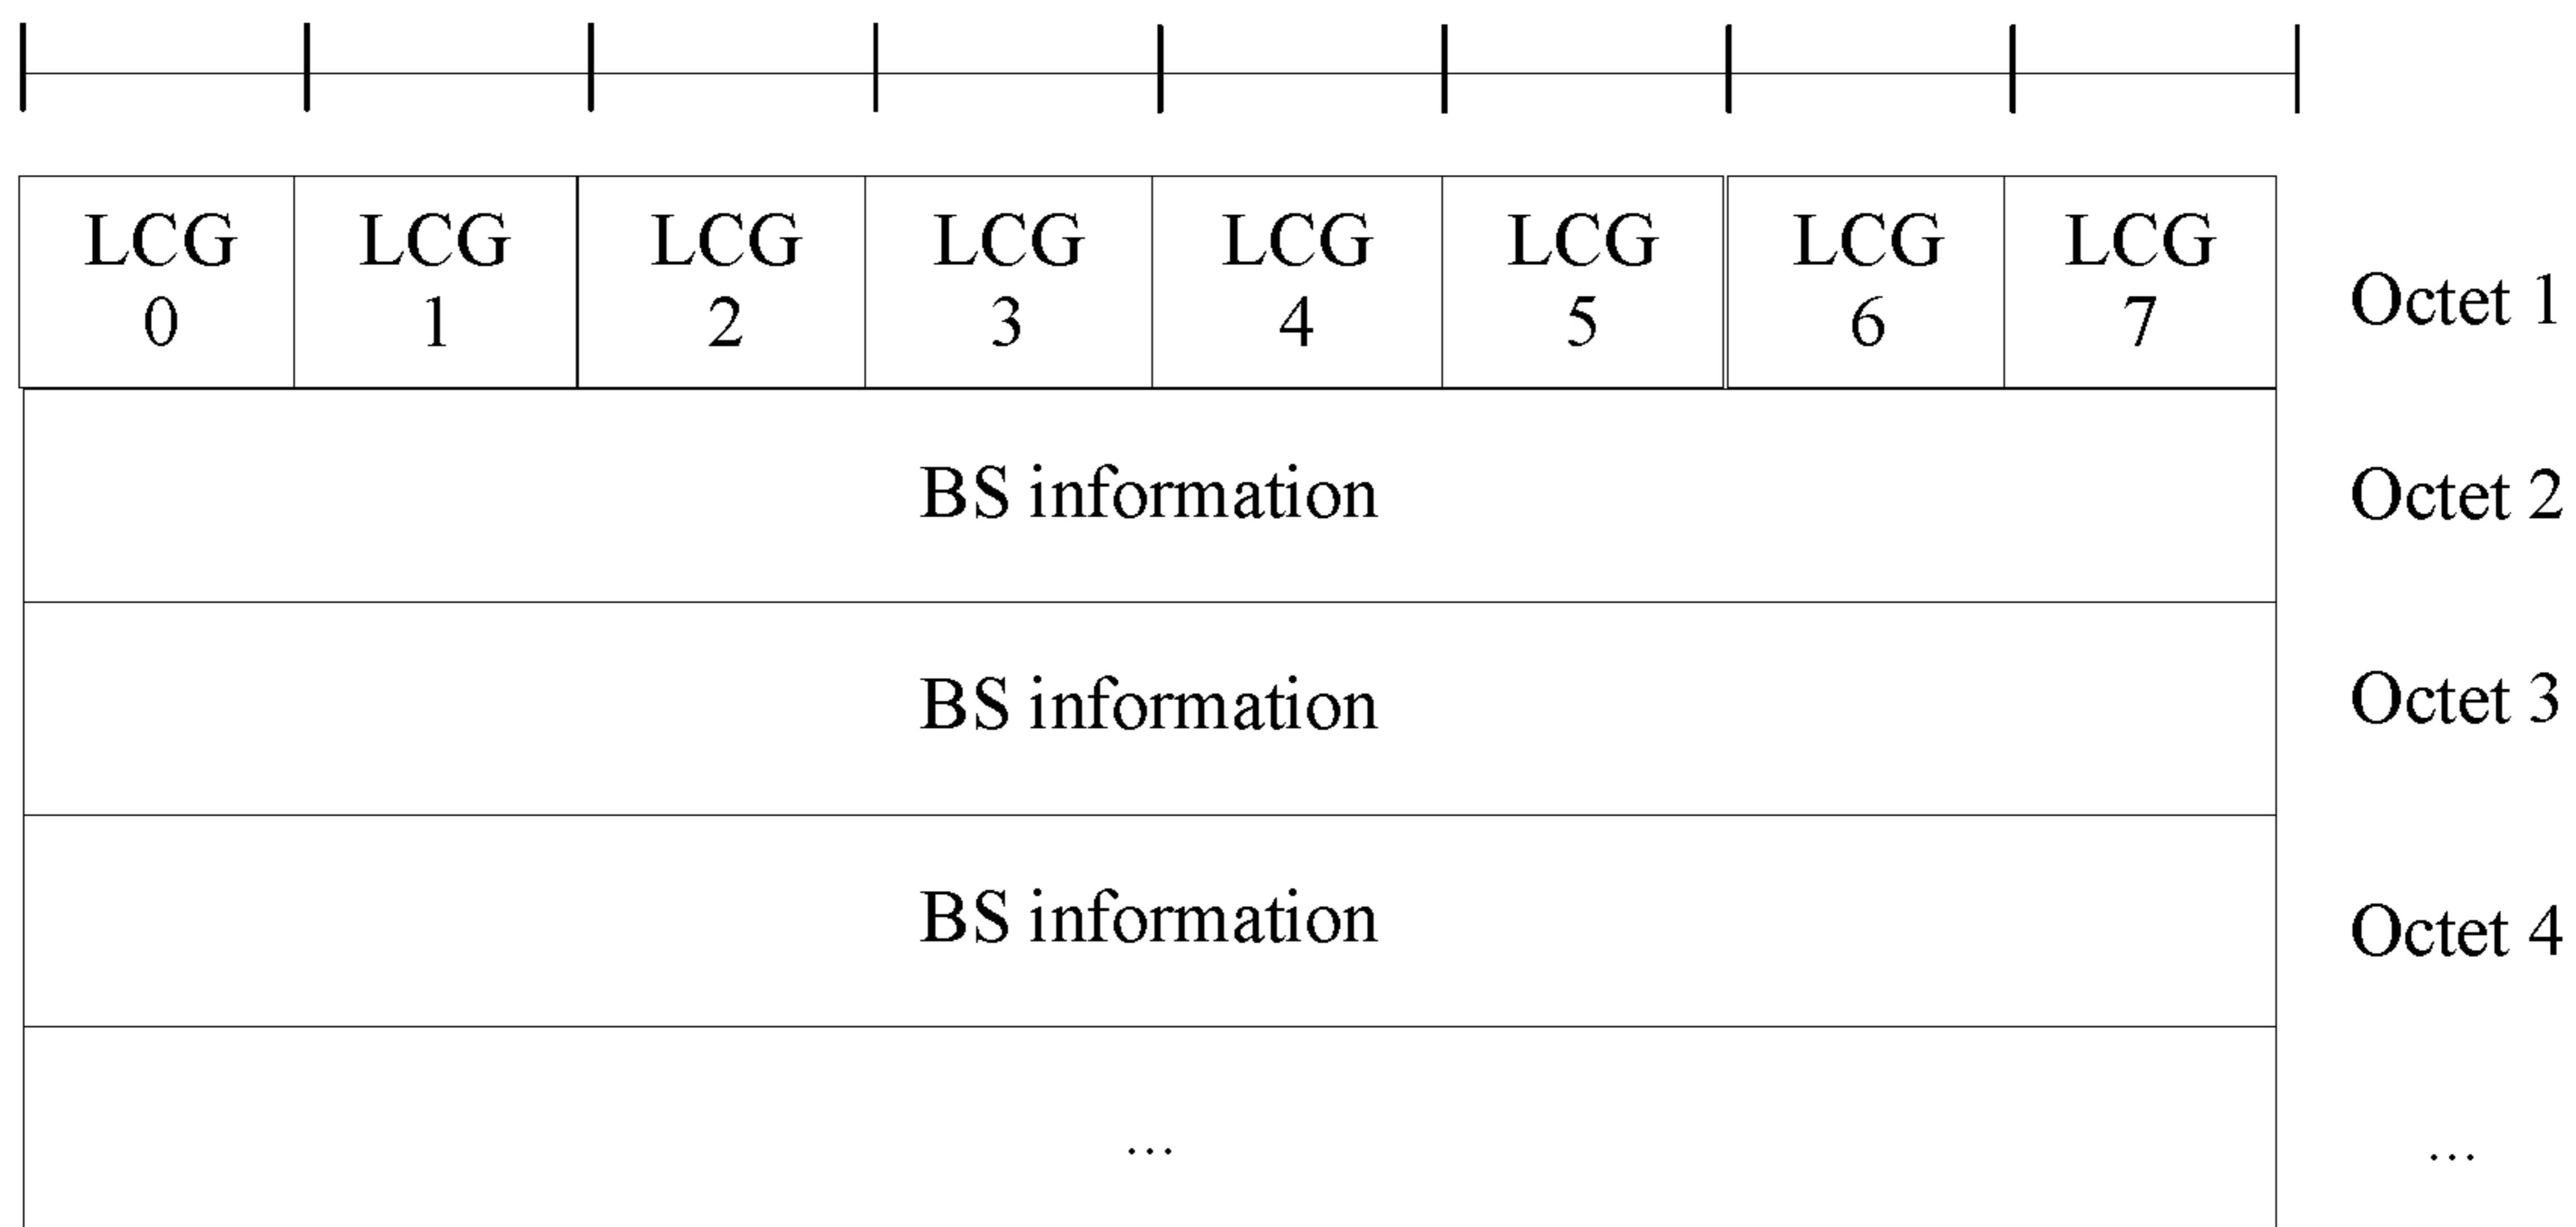 LCG LCG LCG LCG LCG LCG LCG LCG
0 1 2 3 4 5 6 7 Octet 1
BS information Octet 2
BS information Octet 3
BS information Octet 4
... ...